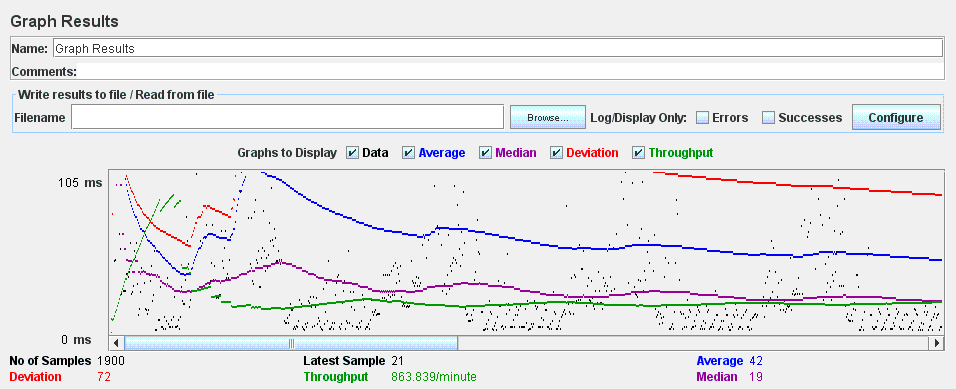 Graph Results
Name: Graph Results
Comments:
Write results to file / Read from file
Filename Browse... Log/Display Only: Errors Successes Configure
Graphs to Display Data Average Median Deviation Throughput
105 ms
0 ms
No of Samples 1900 Latest Sample 21 Average 42
Deviation 72 Throughput 863.839/minute Median 19